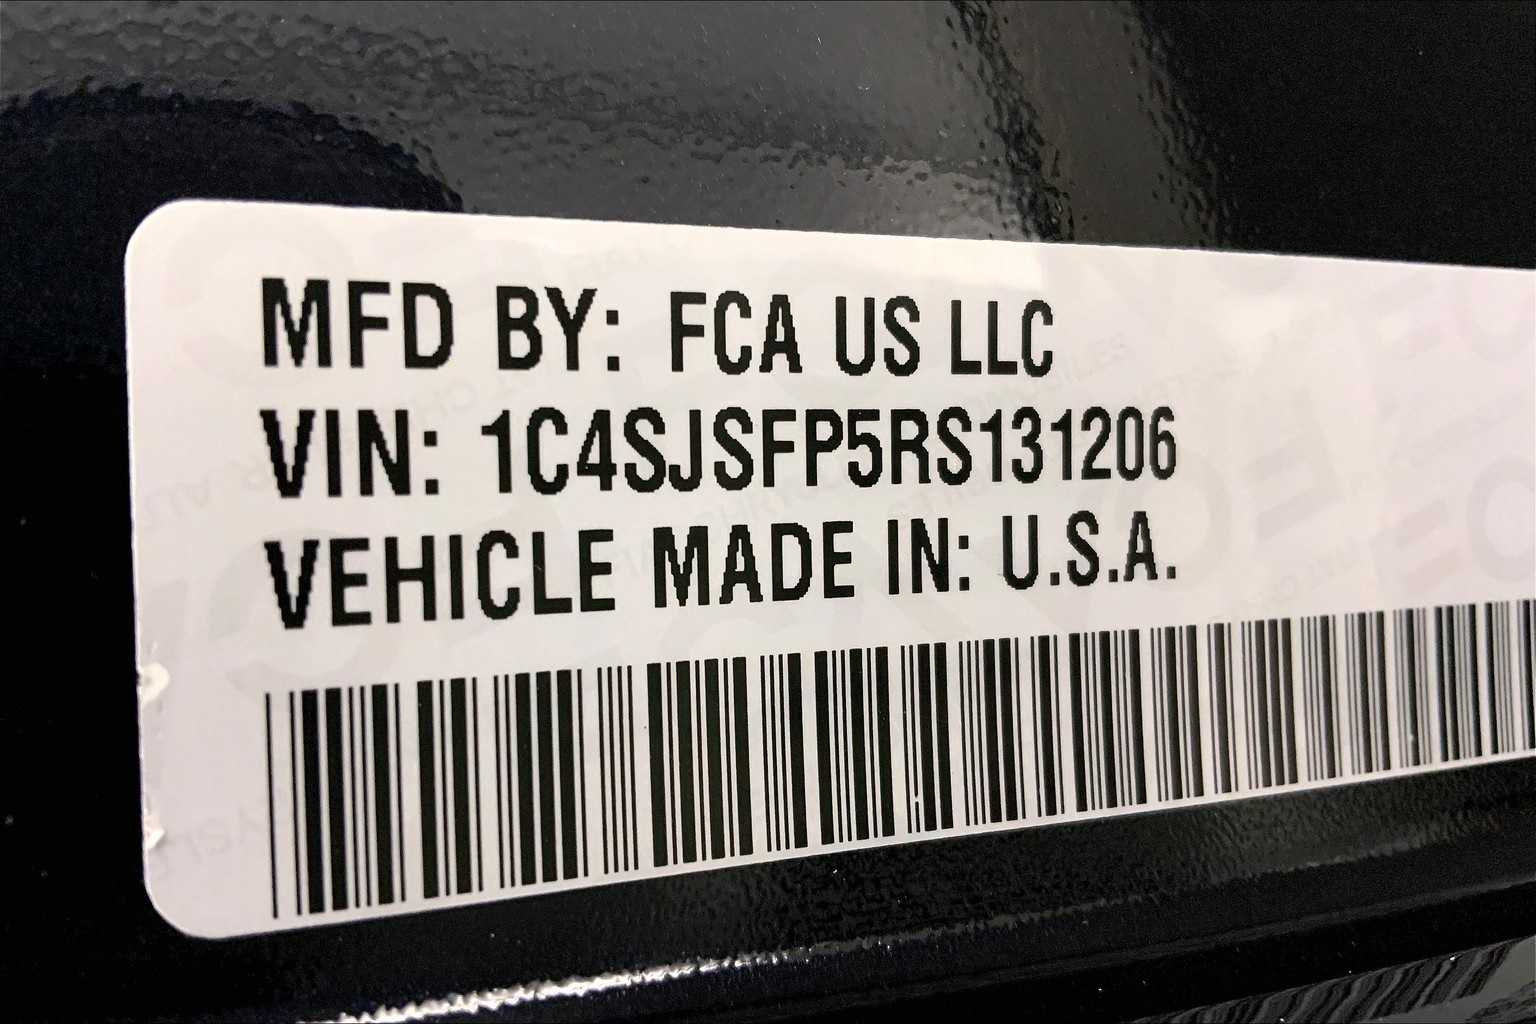 MFD BY: FCA US LLC
VIN: 1C4SJSFP5RS131206
VEHICLE MADE IN: U.S.A.